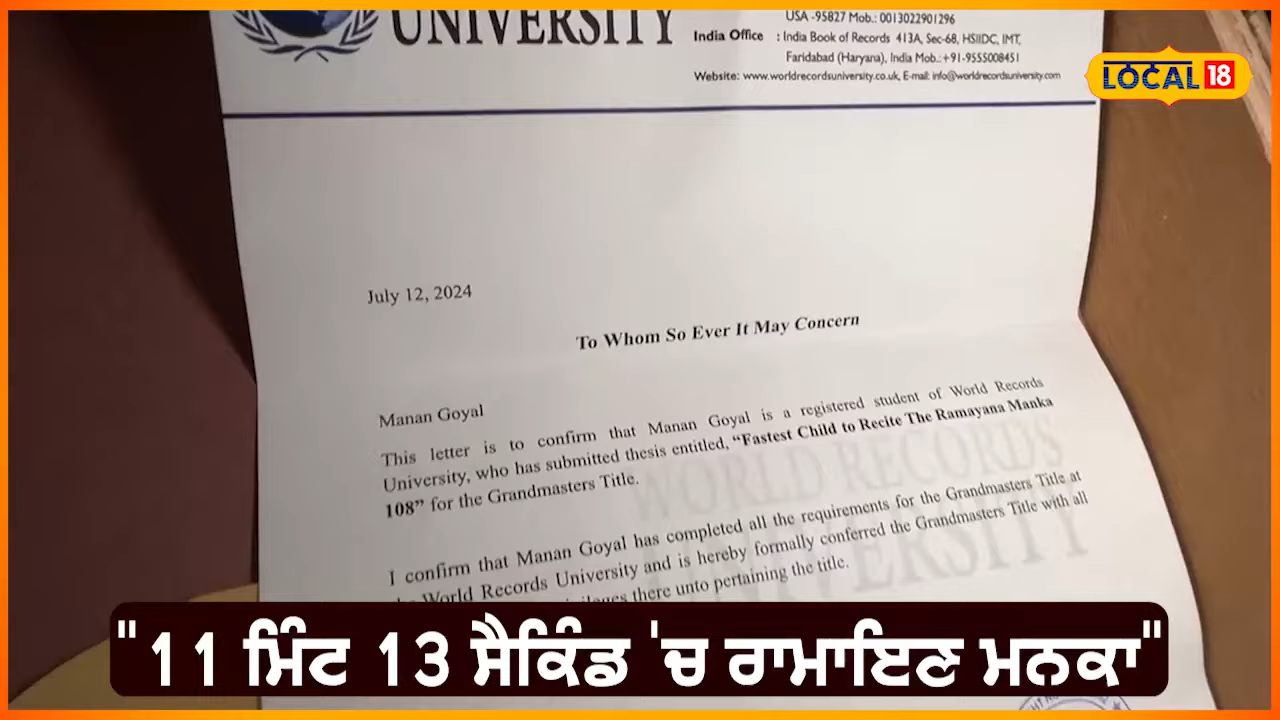 UNIVERSITY
USA -95827 Mob.: 0013022901296
India Office : India Book of Records 413A, Sec-68, HSIIDC, IMT,
Faridabad (Haryana), India Mob.:+91-9555008451
Website: www.worldrecordsuniversity.co.uk, E-mail: info@worldrecordsuniversity.com
LOCAL 18
July 12, 2024
To Whom So Ever It May Concern
Manan Goyal
This letter is to confirm that Manan Goyal is a registered student of World Records
University, who has submitted thesis entitled, “Fastest Child to Recite The Ramayana Manka
108” for the Grandmasters Title.
WORLD RECORDS
UNIVERSITY
I confirm that Manan Goyal has completed all the requirements for the Grandmasters Title at
World Records University and is hereby formally conferred the Grandmasters Title with all
there unto pertaining the title.
"11 ਮਿੰਟ 13 ਸੈਕਿੰਡ 'ਚ ਰਾਮਾਇਣ ਮਨਕਾ"